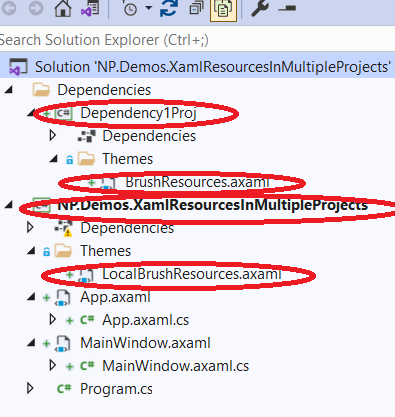 Search Solution Explorer (Ctrl+;)
Solution 'NP.Demos.XamlResourcesInMultipleProjects'
Dependencies
C# Dependency1Proj
Dependencies
Themes
BrushResources.axaml
NP.Demos.XamlResourcesInMultipleProjects
Dependencies
Themes
LocalBrushResources.axaml
App.axaml
C# App.axaml.cs
MainWindow.axaml
C# MainWindow.axaml.cs
C# Program.cs